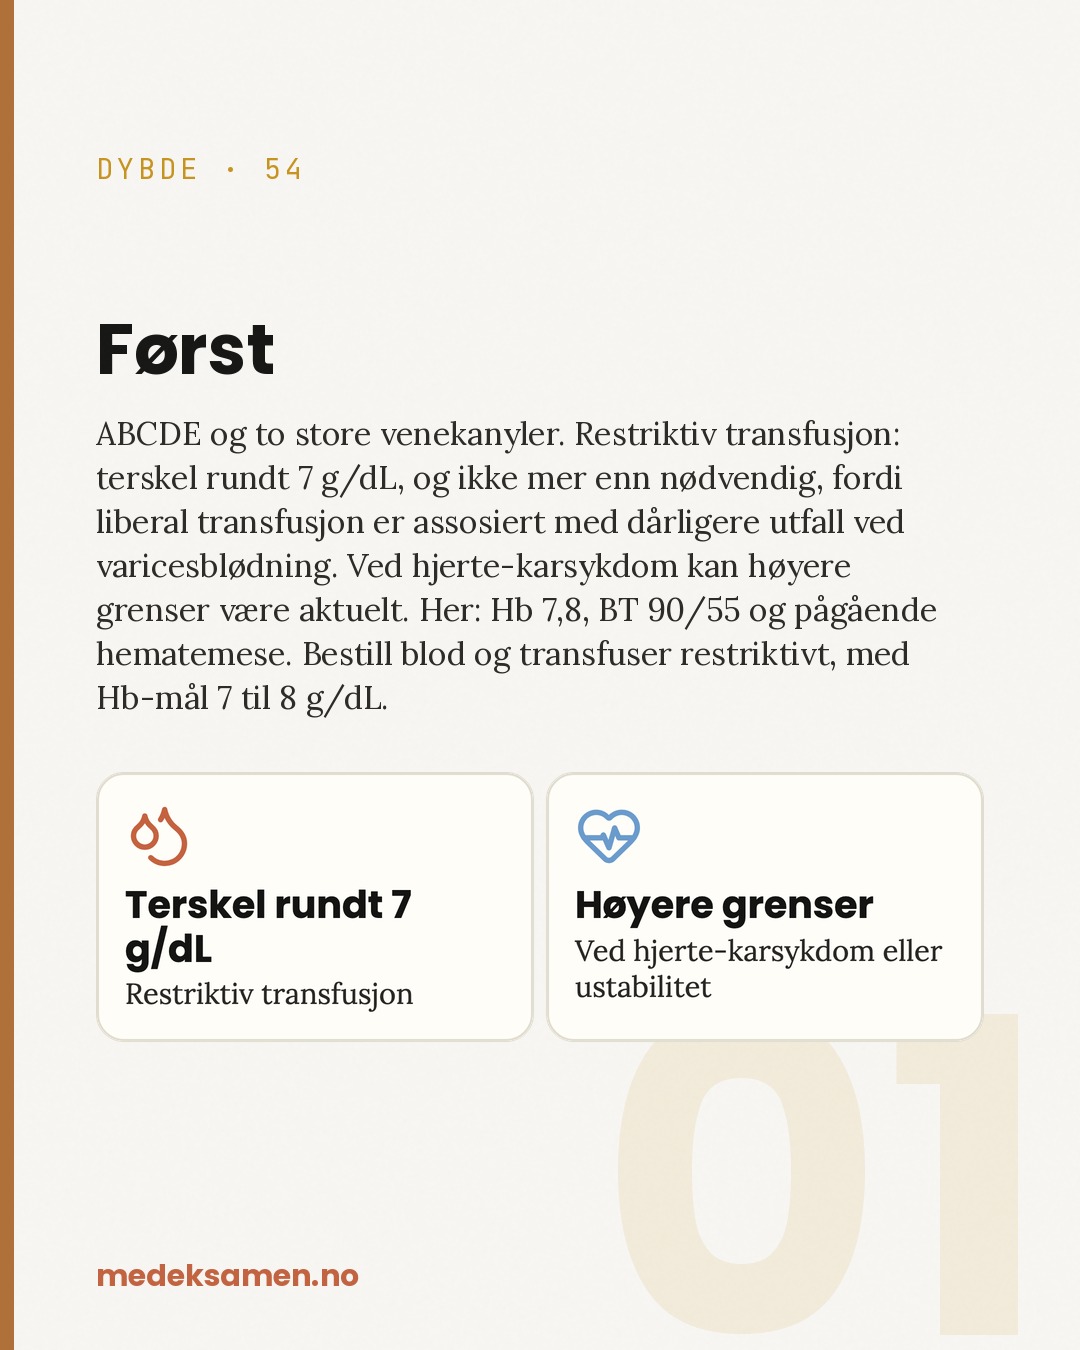 DYBDE · 54
Først
ABCDE og to store venekanyler. Restriktiv transfusjon:
terskel rundt 7 g/dL, og ikke mer enn nødvendig, fordi
liberal transfusjon er assosiert med dårligere utfall ved
varicesblødning. Ved hjerte-karsykdom kan høyere
grenser være aktuelt. Her: Hb 7,8, BT 90/55 og pågående
hematemese. Bestill blod og transfuser restriktivt, med
Hb-mål 7 til 8 g/dL.
Terskel rundt 7
g/dL
Restriktiv transfusjon
Høyere grenser
Ved hjerte-karsykdom eller
ustabilitet
01
medeksamen.no